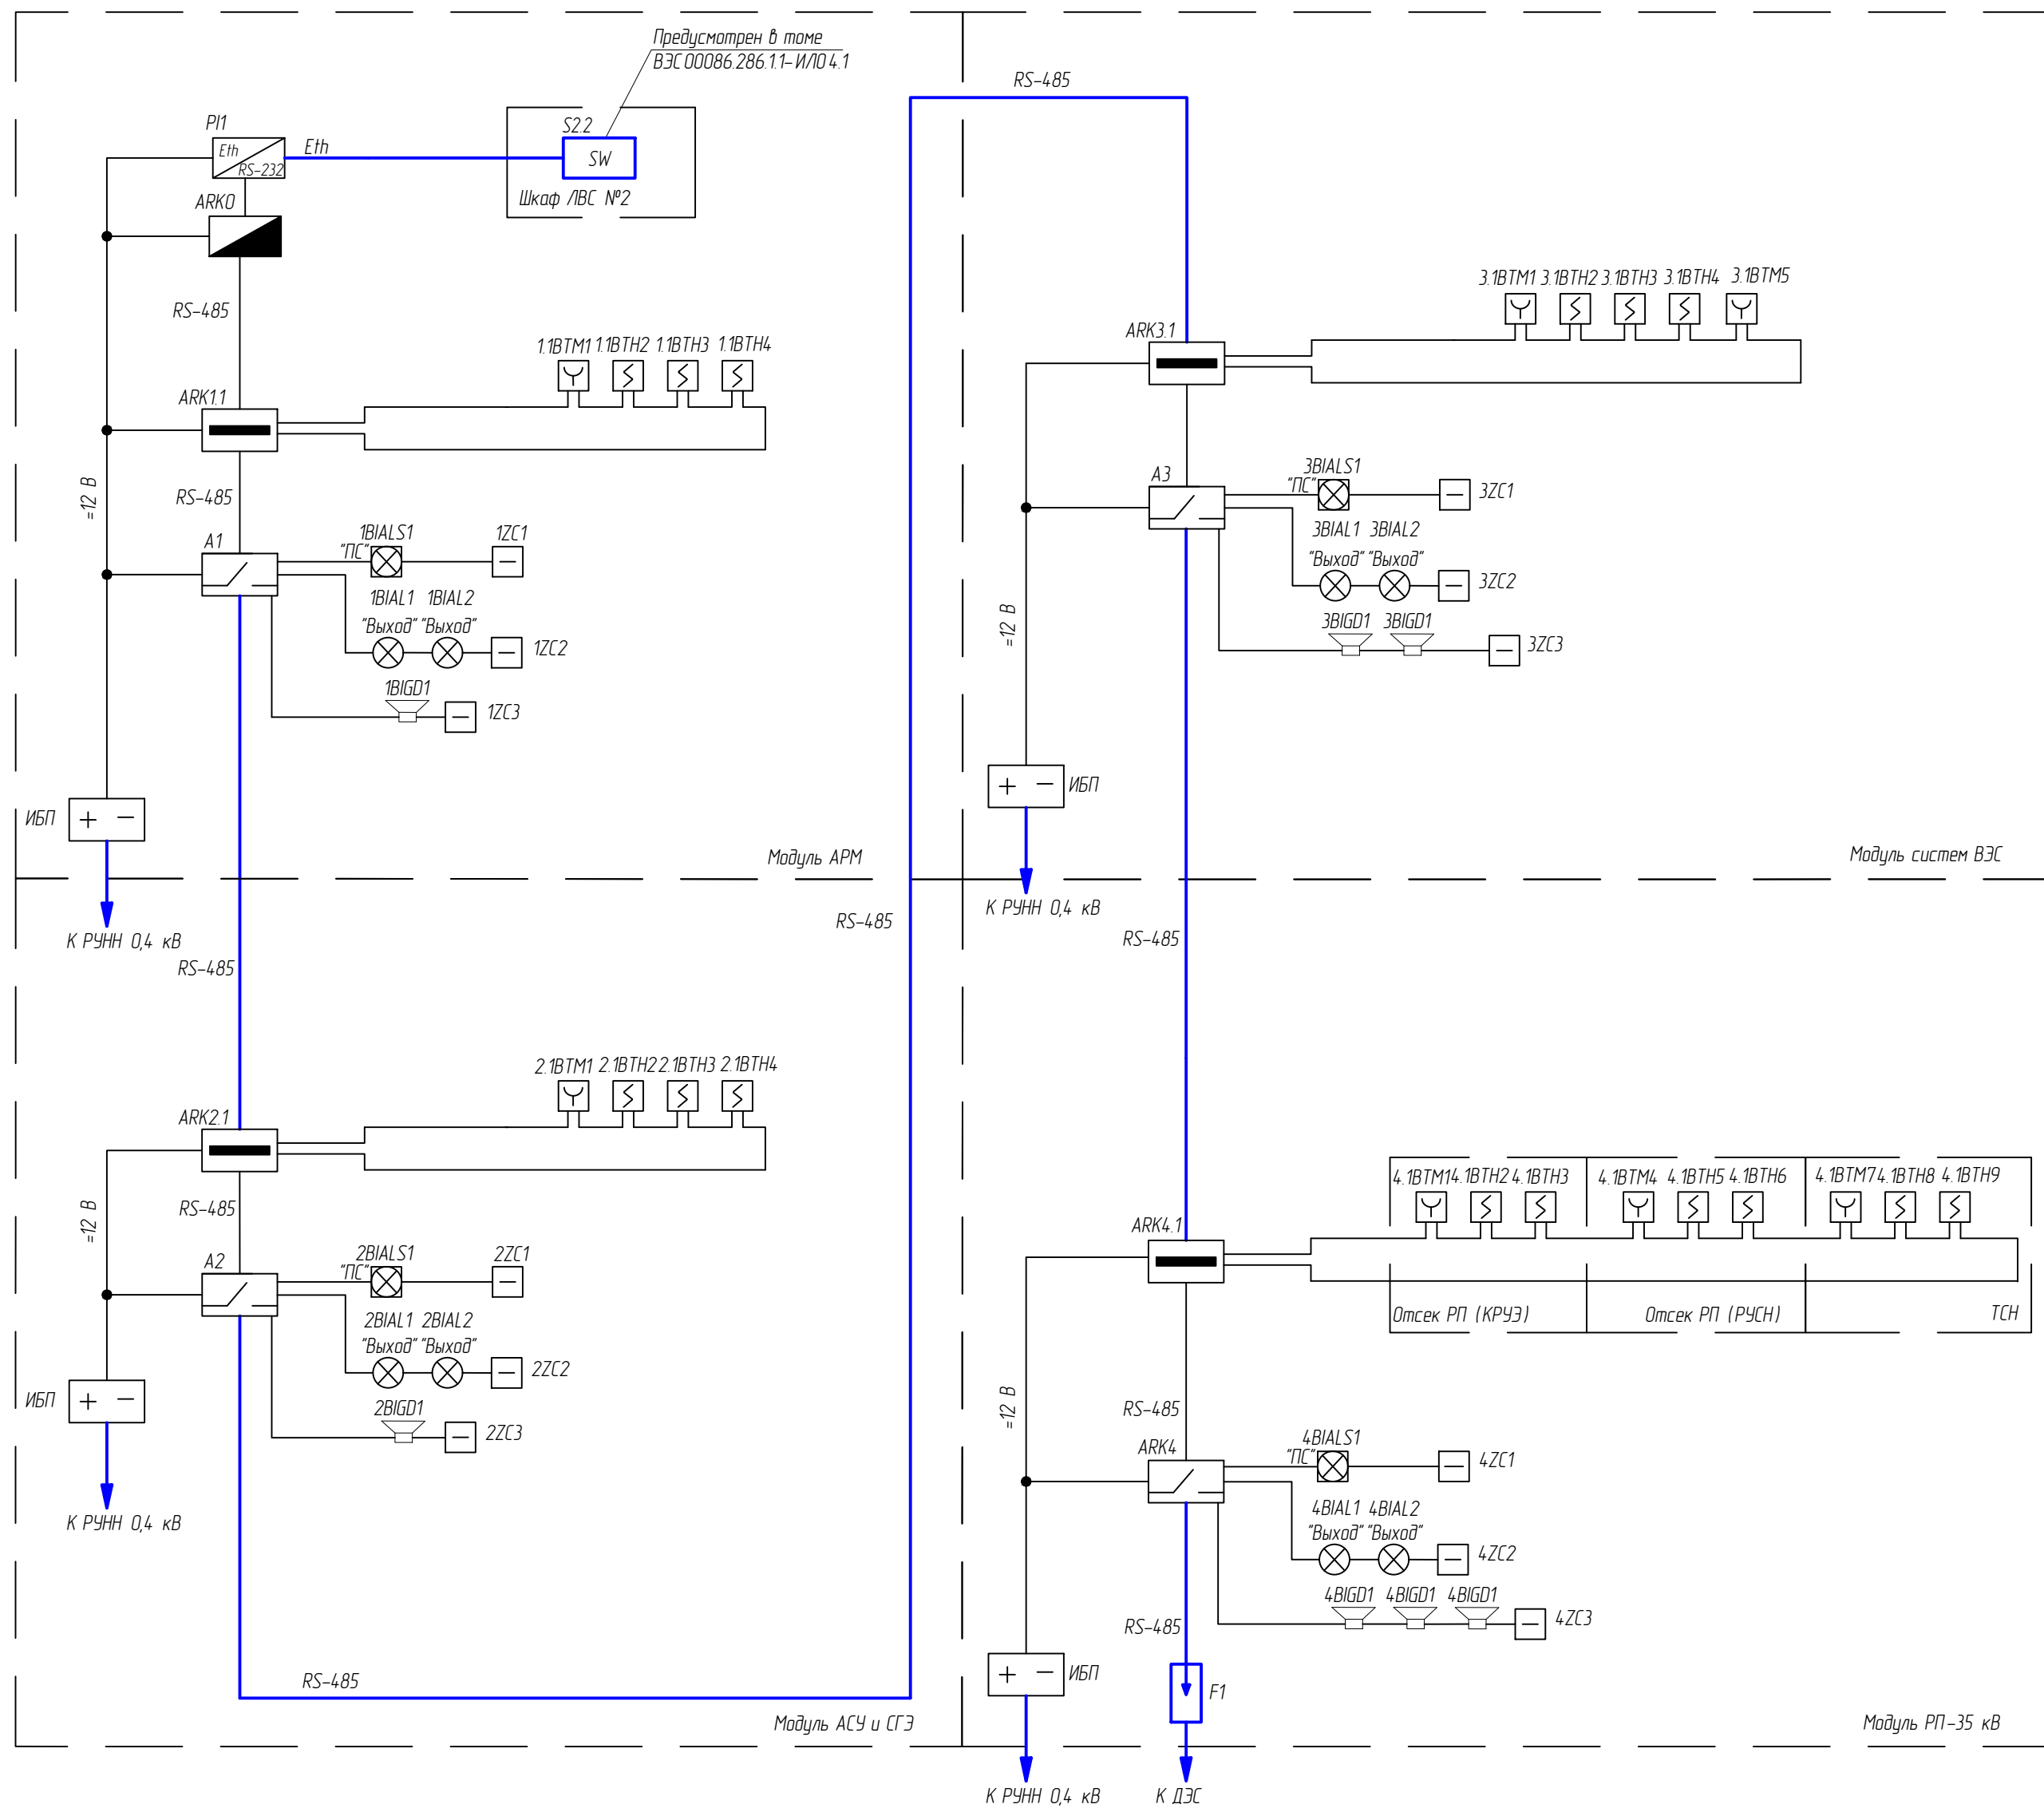 Предусмотрен в томе
ВЭС00086.286.1.1-ИЛО4.1
PI1
Eth
RS-232
Eth
S2.2
SW
Шкаф ЛВС №2
ARK0
RS-485
1.1BTM1 1.1BTH2 1.1BTH3 1.1BTH4
ARK1.1
=12 В
RS-485
A1
1BIALS1
"ПС"
1ZC1
1BIAL1 1BIAL2
"Выход" "Выход"
1ZC2
1BIGD1
1ZC3
ИБП
Модуль АРМ
К РУНН 0,4 кВ
RS-485
RS-485
2.1BTM1 2.1BTH2 2.1BTH3 2.1BTH4
ARK2.1
=12 В
RS-485
A2
2BIALS1
"ПС"
2ZC1
2BIAL1 2BIAL2
"Выход" "Выход"
2ZC2
2BIGD1
2ZC3
ИБП
К РУНН 0,4 кВ
RS-485
Модуль АСУ и СГЭ
RS-485
3.1BTM1 3.1BTH2 3.1BTH3 3.1BTH4 3.1BTM5
ARK3.1
A3
3BIALS1
"ПС"
3ZC1
3BIAL1 3BIAL2
"Выход" "Выход"
3ZC2
=12 В
3BIGD1 3BIGD1
3ZC3
ИБП
Модуль систем ВЭС
К РУНН 0,4 кВ
RS-485
4.1BTM1 4.1BTH2 4.1BTH3 4.1BTM4 4.1BTH5 4.1BTH6 4.1BTM7 4.1BTH8 4.1BTH9
ARK4.1
Отсек РП (КРУЭ)
Отсек РП (РУСН)
ТСН
=12 В
RS-485
ARK4
4BIALS1
"ПС"
4ZC1
4BIAL1 4BIAL2
"Выход" "Выход"
4ZC2
4BIGD1 4BIGD1 4BIGD1
4ZC3
RS-485
ИБП
F1
Модуль РП-35 кВ
К РУНН 0,4 кВ
К ДЭС